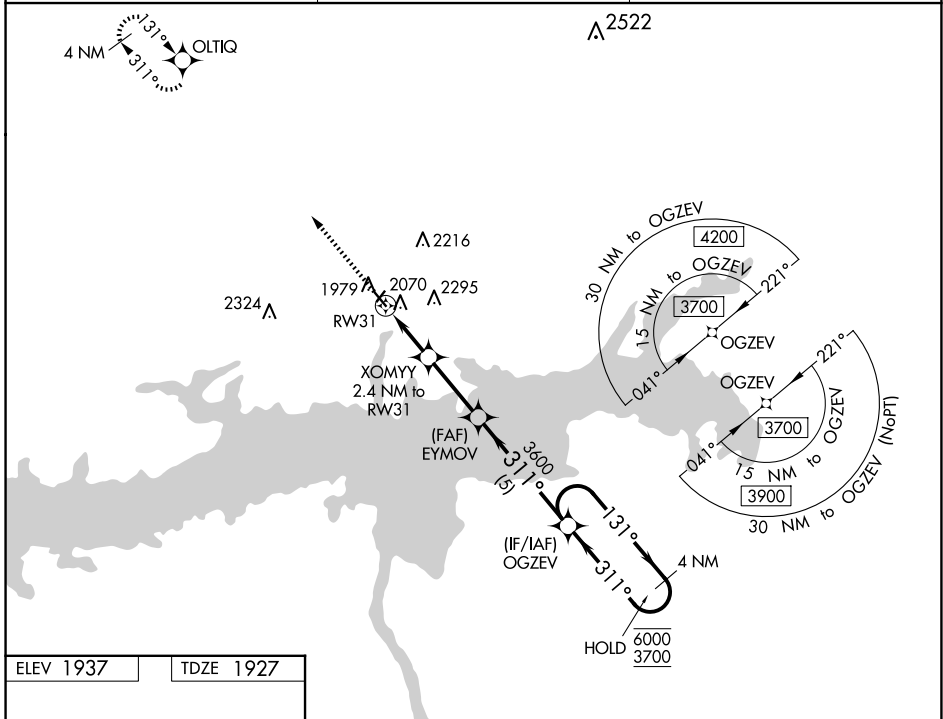 2522
131°
4 NM
OLTIQ
311°
30 NM to OGZEV
4200
15 NM to OGZEV
221°
3700
OGZEV
041°
2216
1979
2070
2295
2324
RW31
XOMYY
2.4 NM to
RW31
OGZEV
221°
3700
041°
15 NM to OGZEV
3900
30 NM to OGZEV (NoPT)
(FAF)
EYMOV
3600
311°
(5)
(IF/IAF)
OGZEV
131°
311°
4 NM
HOLD
6000
3700
ELEV 1937
TDZE 1927